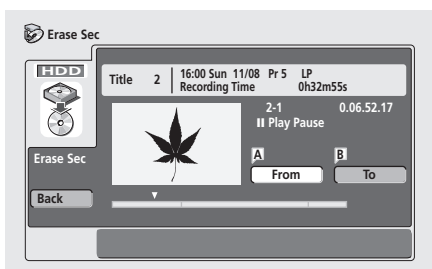 Erase Sec
HDD
Title 2 16:00 Sun 11/08 Pr 5 LP
Recording Time 0h32m55s
2-1 0.06.52.17
Play Pause
Erase Sec
A B
From To
Back